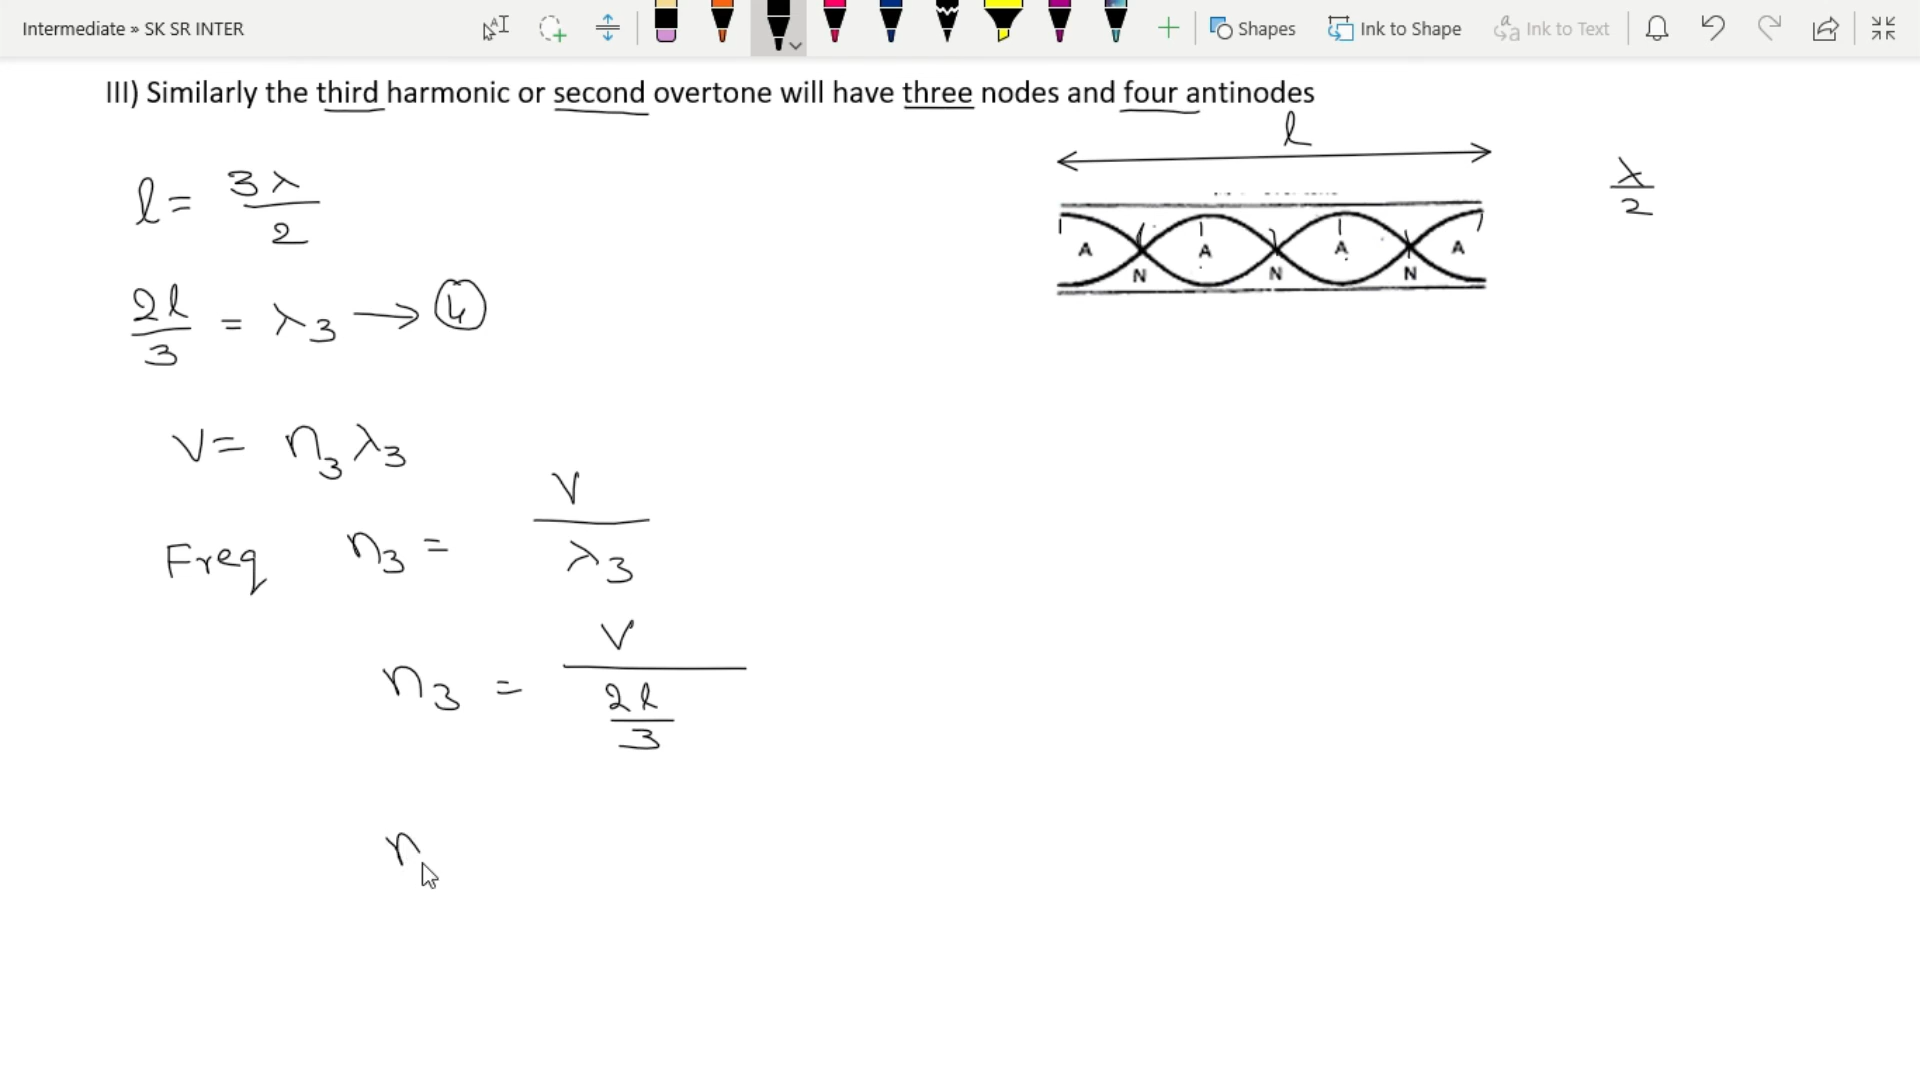 Intermediate » SK SR INTER
Shapes
Ink to Shape
Ink to Text
III) Similarly the third harmonic or second overtone will have three nodes and four antinodes
l
l = 3λ/2
λ/2
A N A N A N A
2l/3 = λ3 → 4
V = n3 λ3
Freq n3 = V/λ3
n3 = V/(2l/3)
n